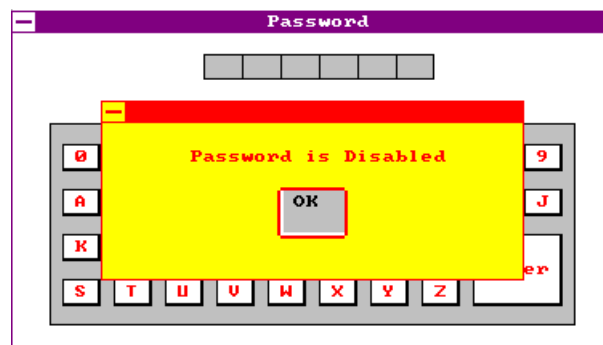 Password
Password is Disabled
0 9
OK
A J
K
er
S T U V W X Y Z